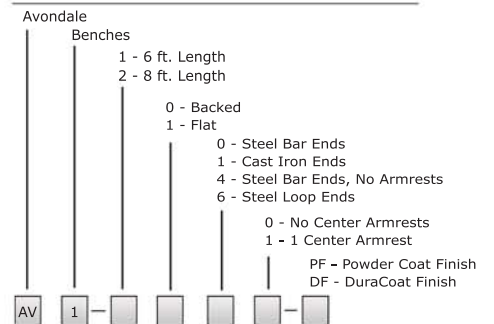 Avondale
Benches
1 - 6 ft. Length
2 - 8 ft. Length
0 - Backed
1 - Flat
0 - Steel Bar Ends
1 - Cast Iron Ends
4 - Steel Bar Ends, No Armrests
6 - Steel Loop Ends
0 - No Center Armrests
1 - 1 Center Armrest
PF - Powder Coat Finish
DF - DuraCoat Finish
AV 1 - -